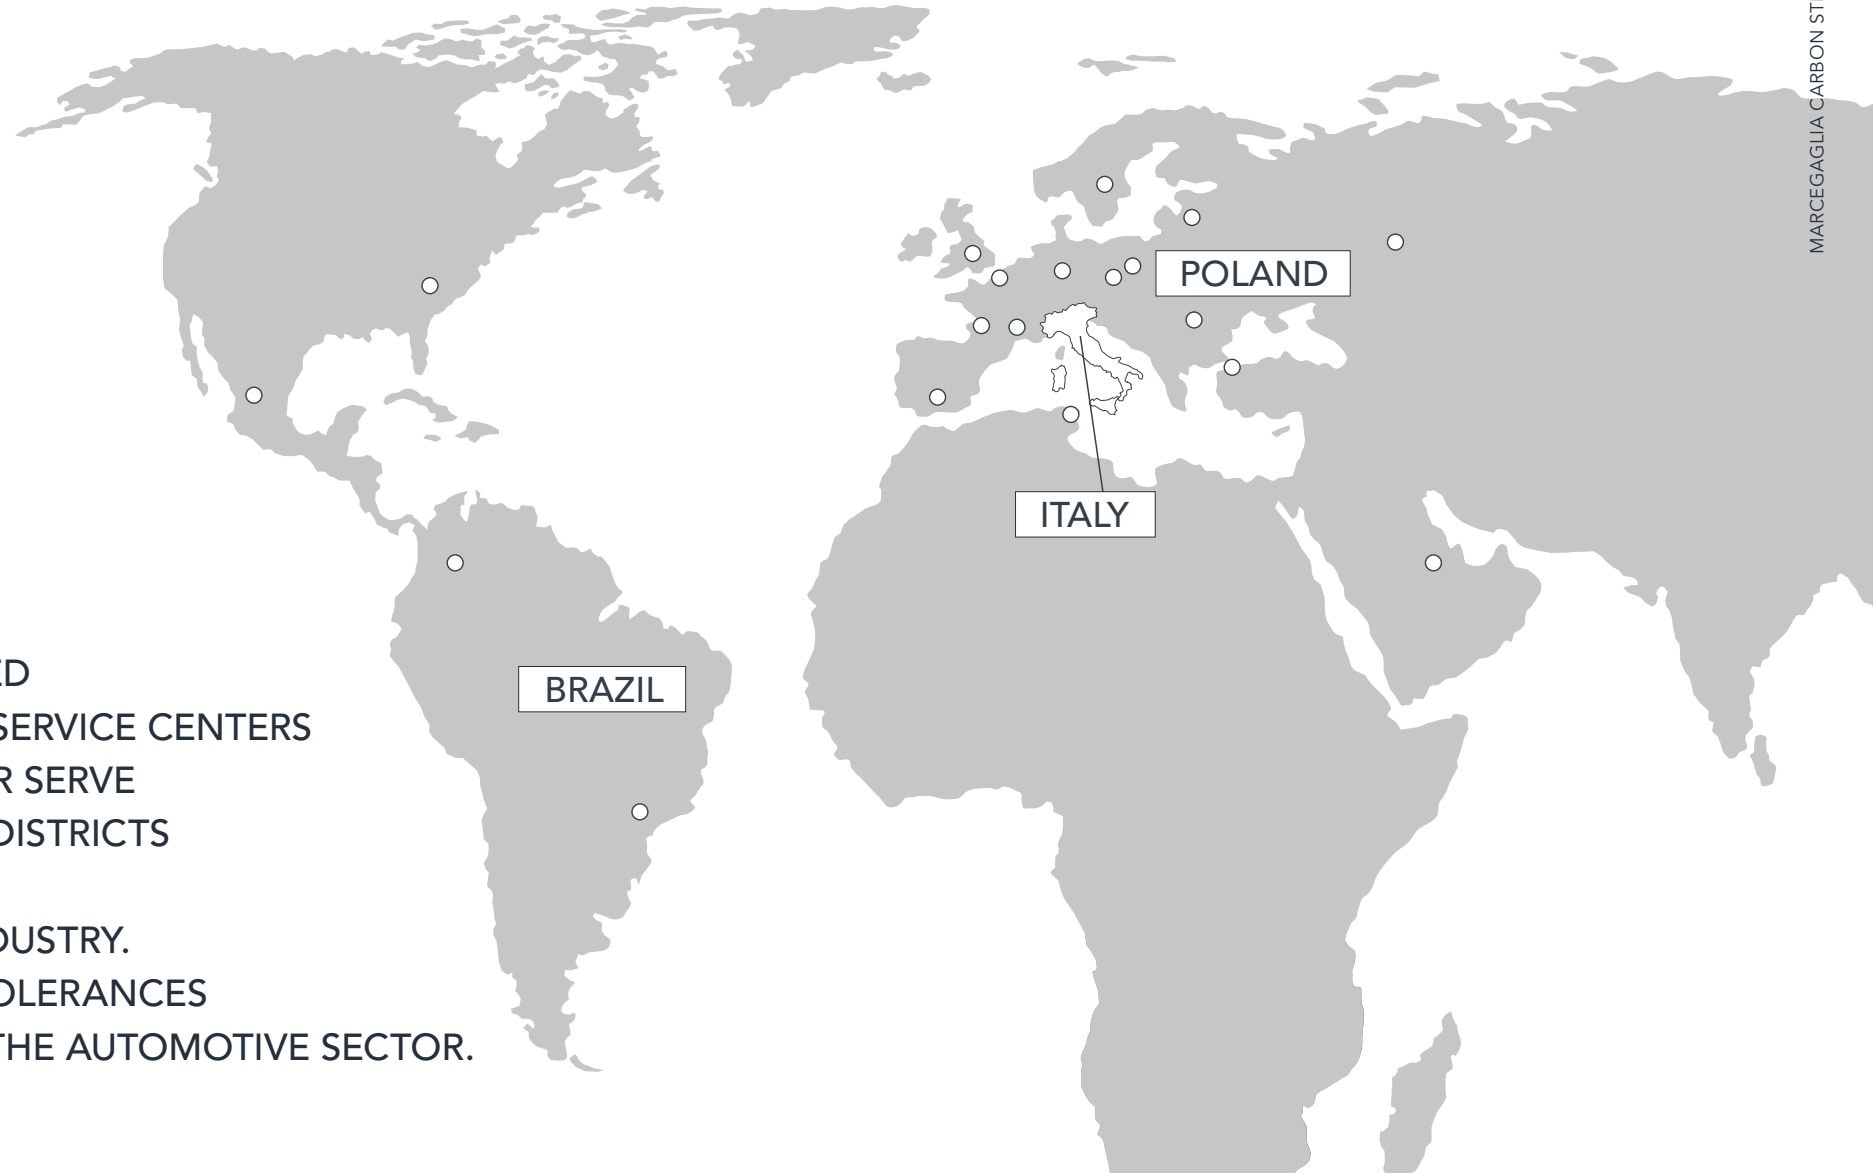 MARCEGAGLIA CARBON ST
POLAND
ITALY
BRAZIL
ED
SERVICE CENTERS
R SERVE
DISTRICTS
DUSTRY.
OLERANCES
THE AUTOMOTIVE SECTOR.